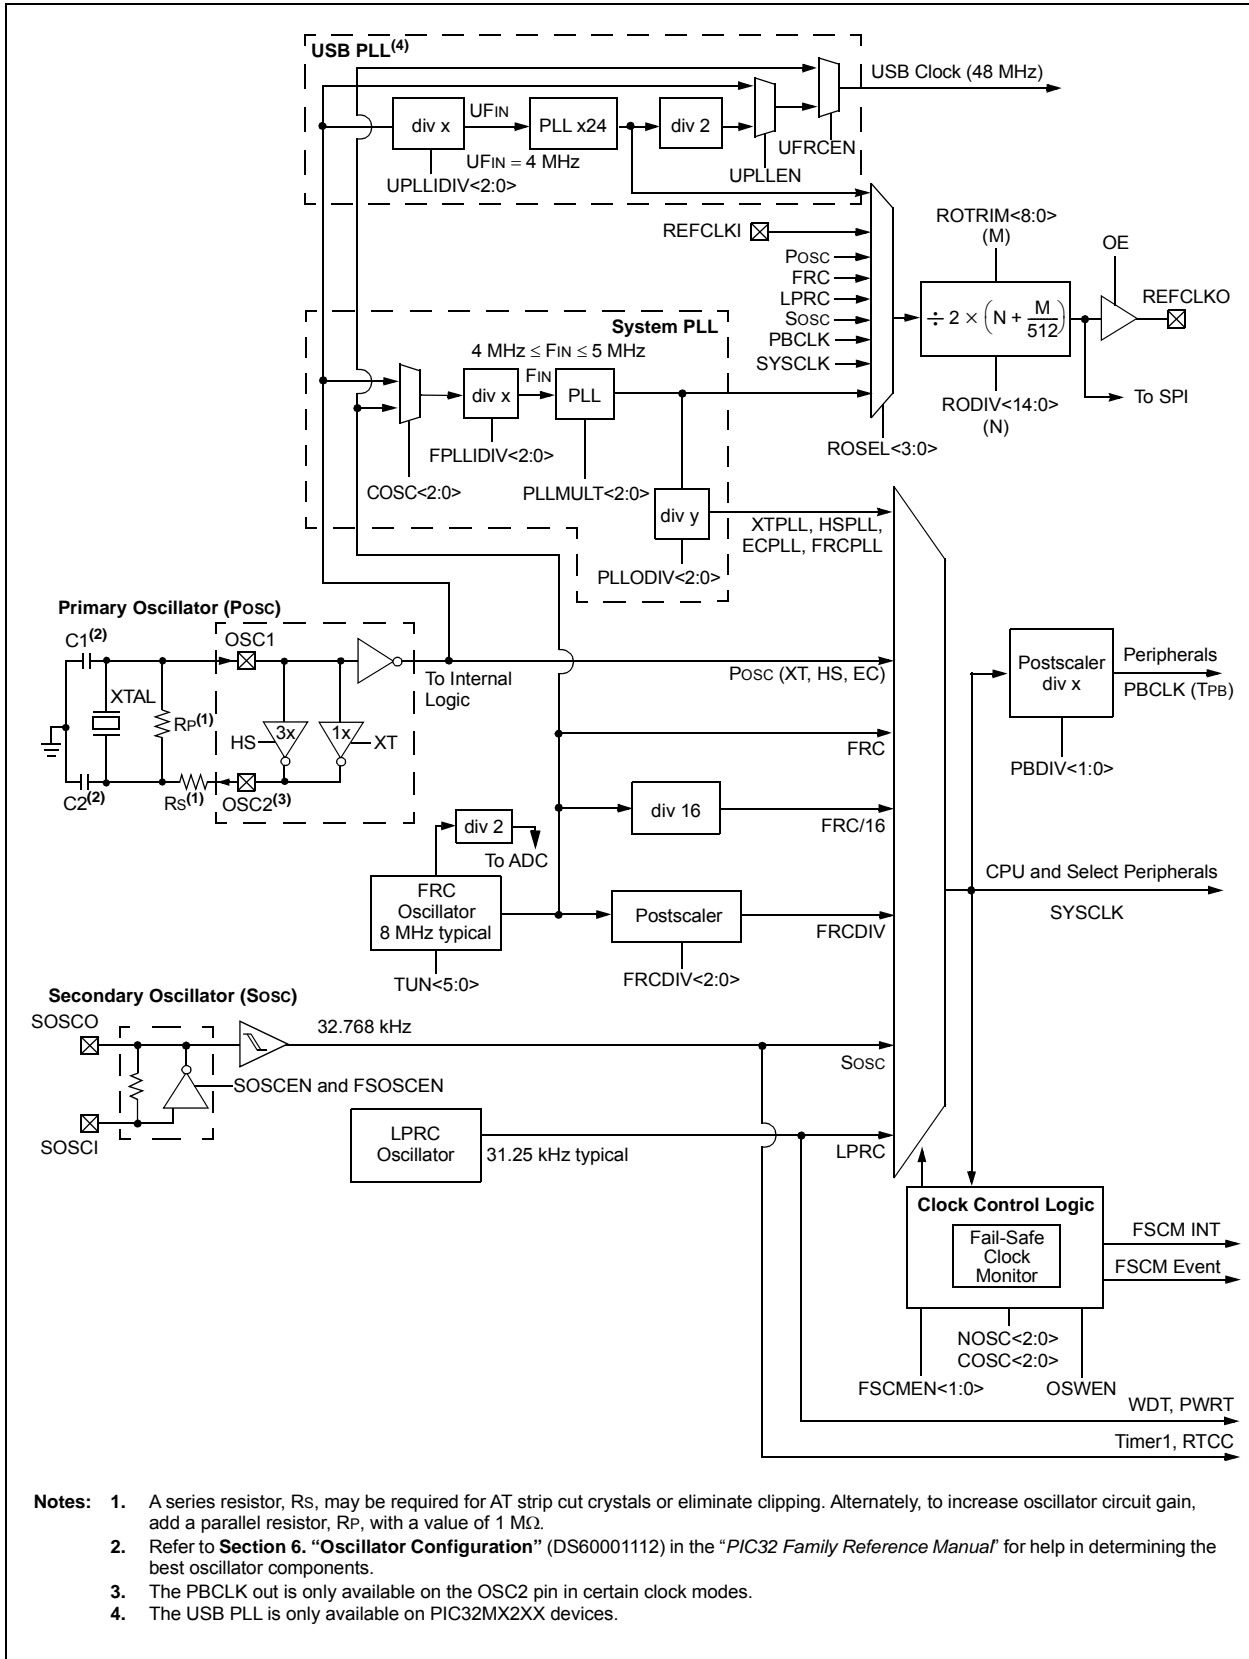 USB PLL(4)
USB Clock (48 MHz)
div x
UFIN
PLL x24
div 2
UFIN = 4 MHz
UFRCEN
UPLLEN
UPLLIDIV<2:0>
REFCLKI
POSC
FRC
LPRC
SOSC
PBCLK
SYSCLK
ROTRIM<8:0>
(M)
OE
REFCLKO
÷ 2 × (N + M/512)
To SPI
RODIV<14:0>
(N)
ROSEL<3:0>
System PLL
4 MHz ≤ FIN ≤ 5 MHz
FIN
div x
PLL
FPLLIDIV<2:0>
COSC<2:0>
PLLMULT<2:0>
div y
XTPLL, HSPLL,
ECPLL, FRCPLL
PLLODIV<2:0>
Primary Oscillator (POSC)
C1(2)
OSC1
XTAL
RP(1)
HS
3x
1x
XT
C2(2)
RS(1)
OSC2(3)
To Internal
Logic
POSC (XT, HS, EC)
Postscaler
div x
Peripherals
PBCLK (TPB)
PBDIV<1:0>
FRC
div 16
FRC/16
div 2
To ADC
FRC
Oscillator
8 MHz typical
TUN<5:0>
Postscaler
FRCDIV
FRCDIV<2:0>
CPU and Select Peripherals
SYSCLK
Secondary Oscillator (SOSC)
SOSCO
32.768 kHz
SOSC
SOSCEN and FSOSCEN
SOSCI
LPRC
Oscillator
31.25 kHz typical
LPRC
Clock Control Logic
Fail-Safe
Clock
Monitor
FSCM INT
FSCM Event
NOSC<2:0>
COSC<2:0>
FSCMEN<1:0>
OSWEN
WDT, PWRT
Timer1, RTCC
Notes: 1. A series resistor, RS, may be required for AT strip cut crystals or eliminate clipping. Alternately, to increase oscillator circuit gain,
add a parallel resistor, RP, with a value of 1 MΩ.
2. Refer to Section 6. “Oscillator Configuration” (DS60001112) in the “PIC32 Family Reference Manual” for help in determining the
best oscillator components.
3. The PBCLK out is only available on the OSC2 pin in certain clock modes.
4. The USB PLL is only available on PIC32MX2XX devices.